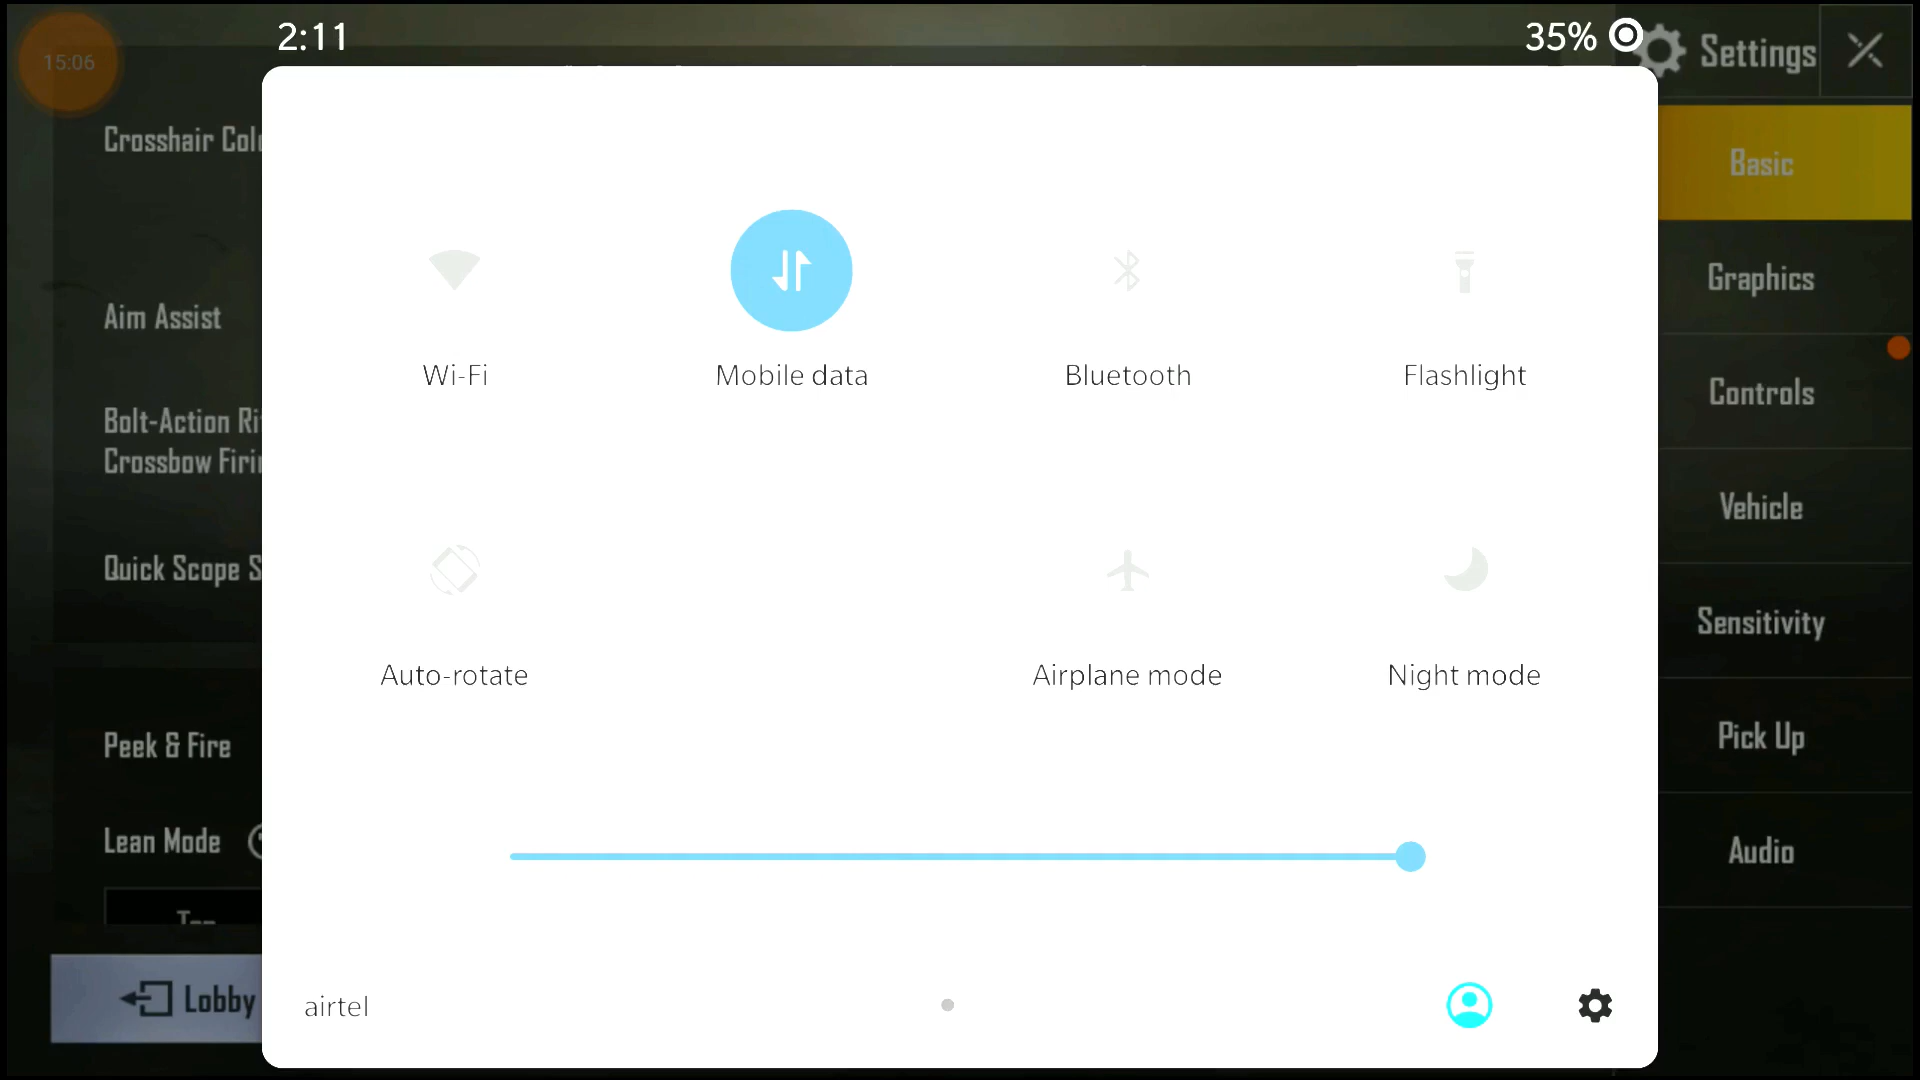 2:11
35%
15:06
Settings
Crosshair Colo
Basic
Graphics
Aim Assist
Wi-Fi
Mobile data
Bluetooth
Flashlight
Controls
Bolt-Action Ri
Crossbow Firi
Vehicle
Quick Scope S
Sensitivity
Auto-rotate
Airplane mode
Night mode
Peek & Fire
Pick Up
Lean Mode
Audio
Lobby
airtel